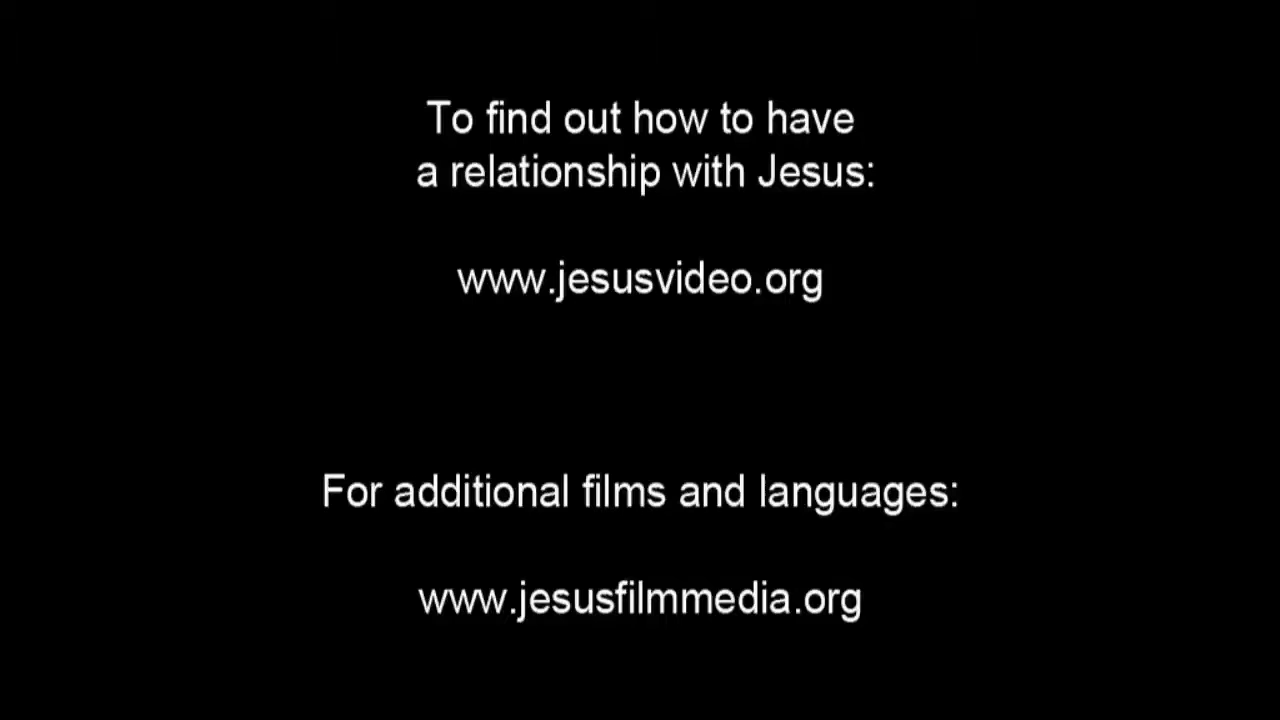 To find out how to have
a relationship with Jesus:
www.jesusvideo.org
For additional films and languages:
www.jesusfilmmedia.org